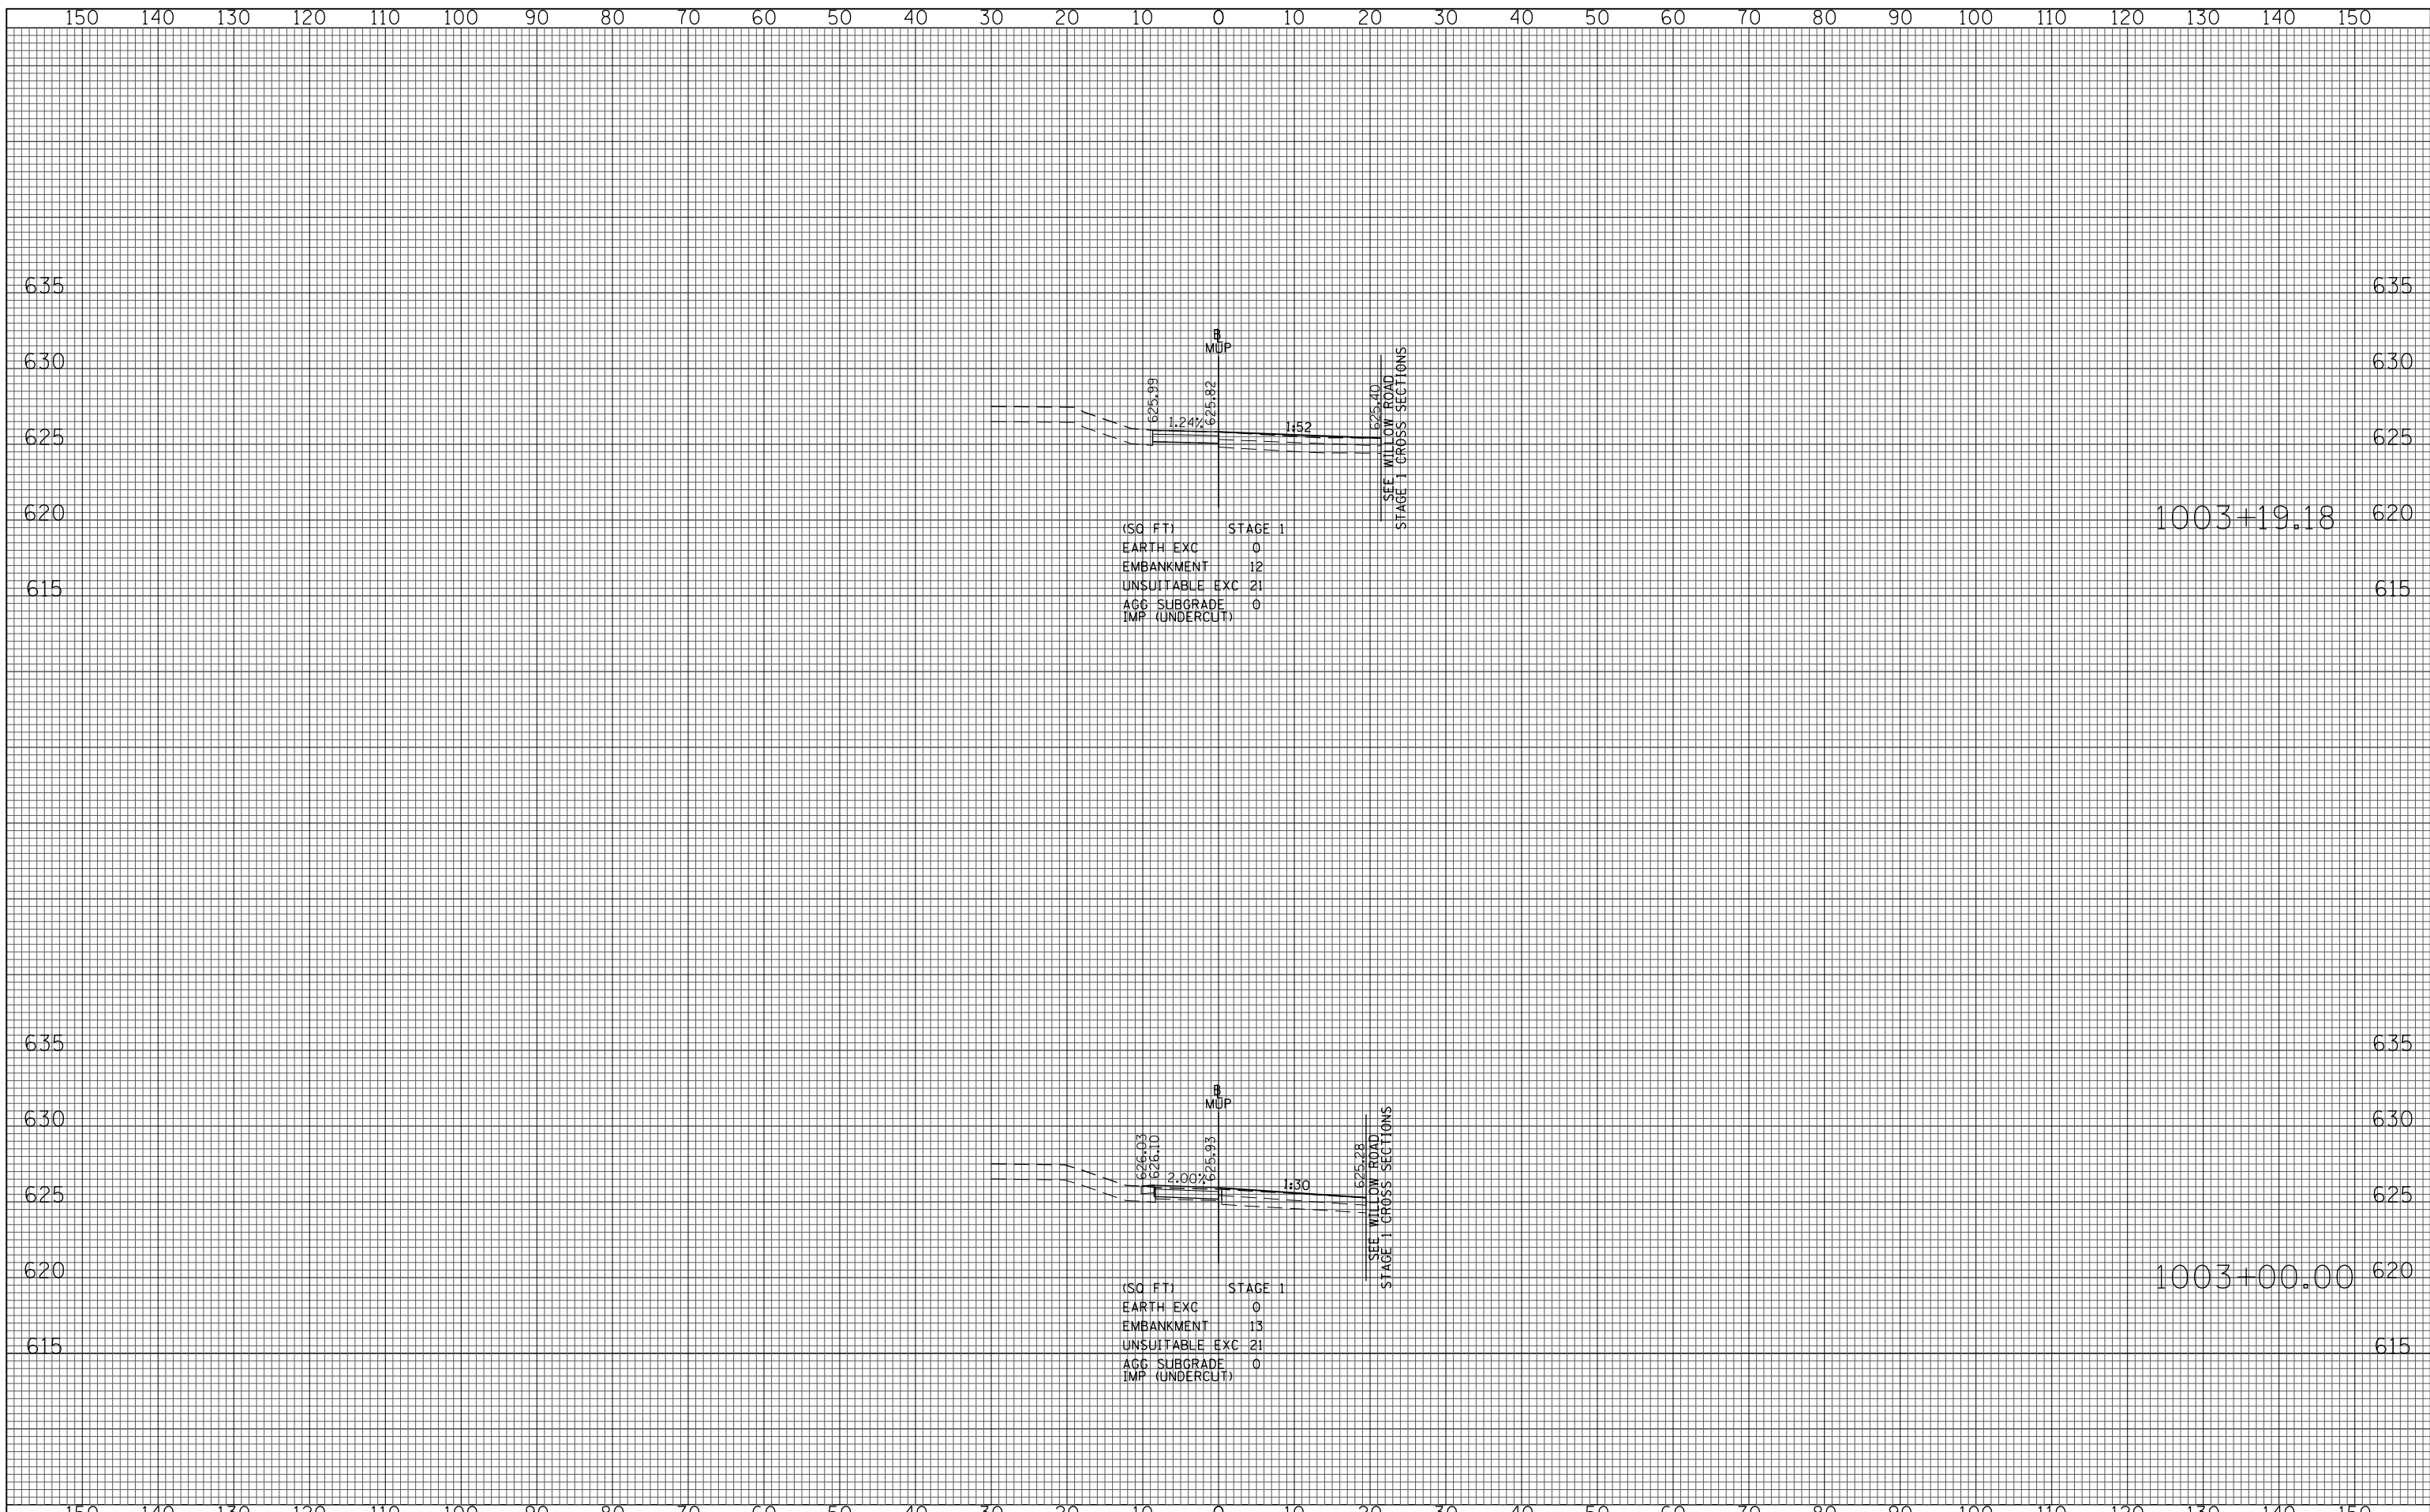 150 140 130 120 110 100 90 80 70 60 50 40 30 20 10 0 10 20 30 40 50 60 70 80 90 100 110 120 130 140 150
635 635
BL
MUP
630 630
625.99 625.82 625.40
SEE WILLOW ROAD
STAGE 1 CROSS SECTIONS
1.24% 1:52
625 625
620 1003+19.18 620
(SQ FT) STAGE 1
EARTH EXC 0
EMBANKMENT 12
UNSUITABLE EXC 21
615 615
AGG SUBGRADE 0
IMP (UNDERCUT)
635 635
BL
MUP
630 630
626.03 626.10 625.93 625.28
SEE WILLOW ROAD
STAGE 1 CROSS SECTIONS
2.00% 1:30
625 625
620 1003+00.00 620
(SQ FT) STAGE 1
EARTH EXC 0
EMBANKMENT 13
UNSUITABLE EXC 21
615 615
AGG SUBGRADE 0
IMP (UNDERCUT)
150 140 130 120 110 100 90 80 70 60 50 40 30 20 10 0 10 20 30 40 50 60 70 80 90 100 110 120 130 140 150